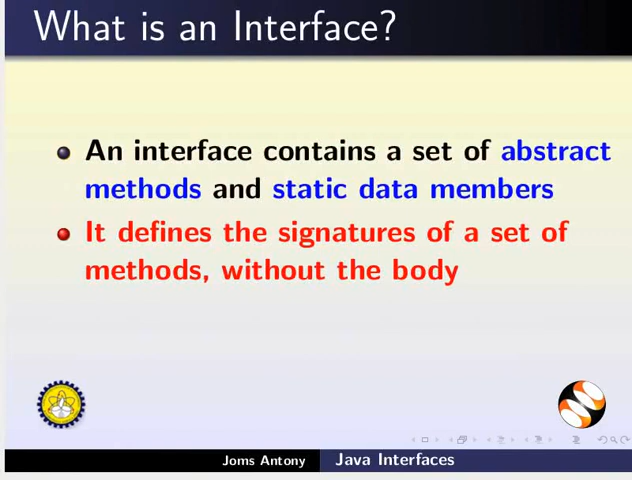 What is an Interface?
An interface contains a set of abstract
methods and static data members
It defines the signatures of a set of
methods, without the body
Joms Antony Java Interfaces